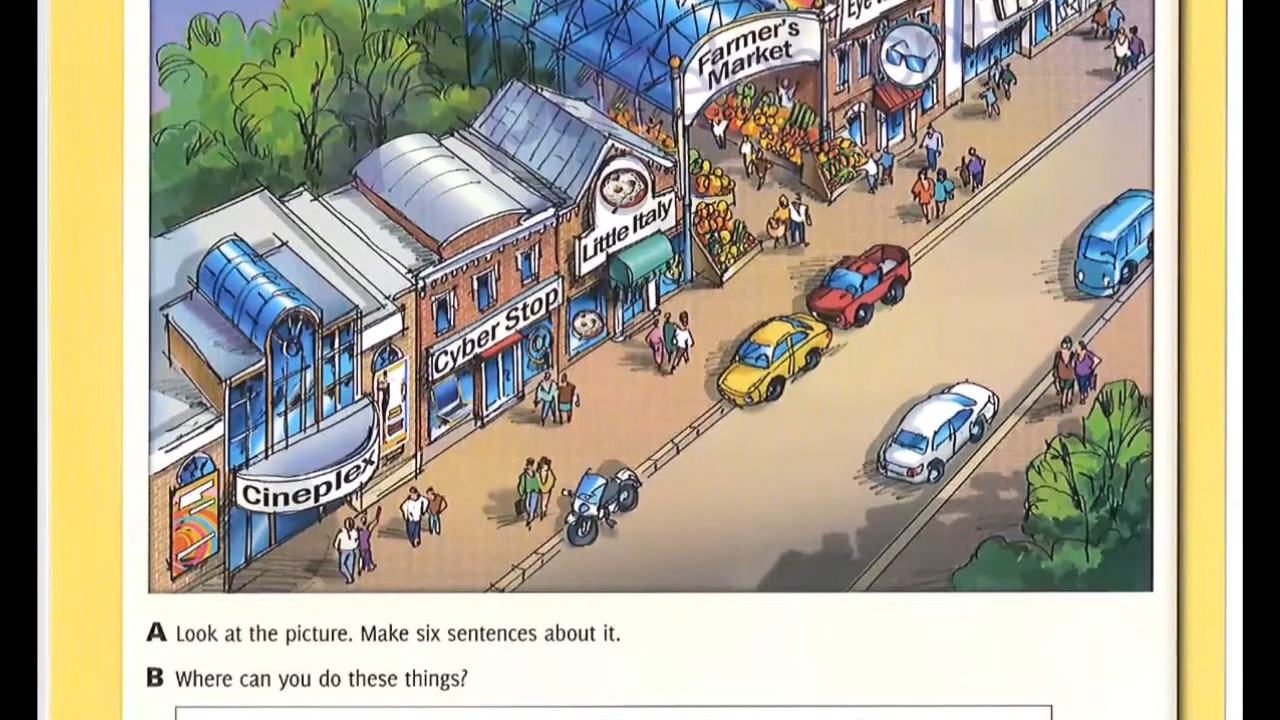 Farmer's
Market
Eye
Little Italy
Cyber Stop
@
Cineplex
A Look at the picture. Make six sentences about it.
B Where can you do these things?